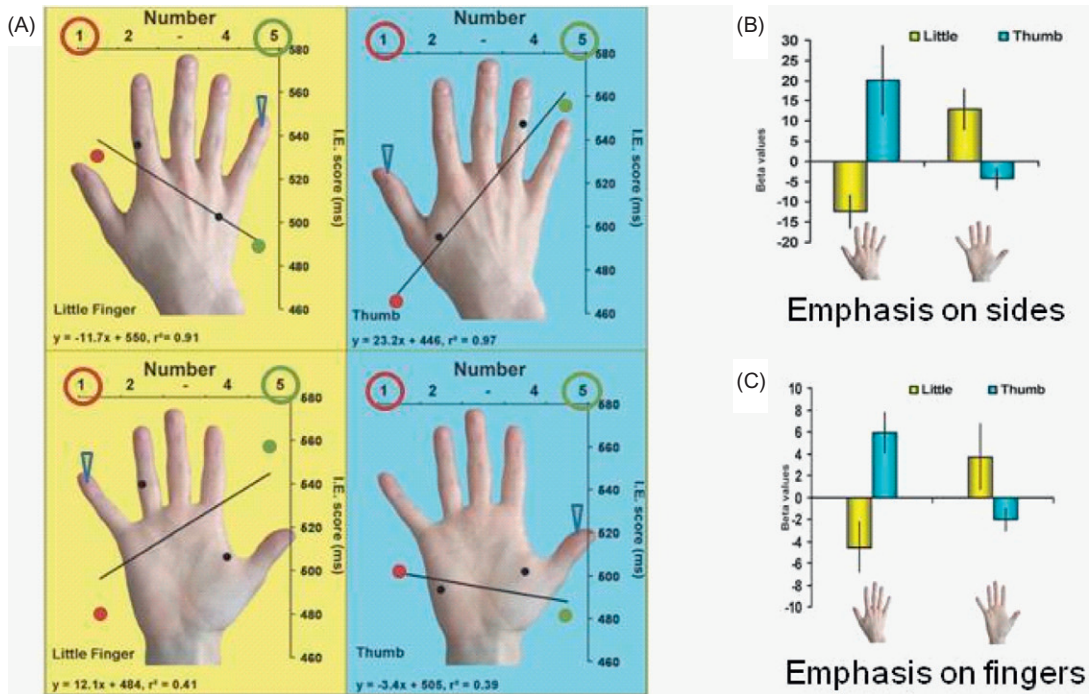 (A)
Number
1 2 - 4 5
580
560
540
520
500
480
460
I.E. score (ms)
Little Finger
y = -11.7x + 550, r² = 0.91
Number
1 2 - 4 5
580
560
540
520
500
480
460
I.E. score (ms)
Thumb
y = 23.2x + 446, r² = 0.97
Number
1 2 - 4 5
580
560
540
520
500
480
460
I.E. score (ms)
Little Finger
y = 12.1x + 484, r² = 0.41
Number
1 2 - 4 5
580
560
540
520
500
480
460
I.E. score (ms)
Thumb
y = -3.4x + 505, r² = 0.39
(B)
Little Thumb
30
25
20
15
10
5
0
-5
-10
-15
-20
Beta values
Emphasis on sides
(C)
Little Thumb
10
8
6
4
2
0
-2
-4
-6
-8
-10
Beta values
Emphasis on fingers